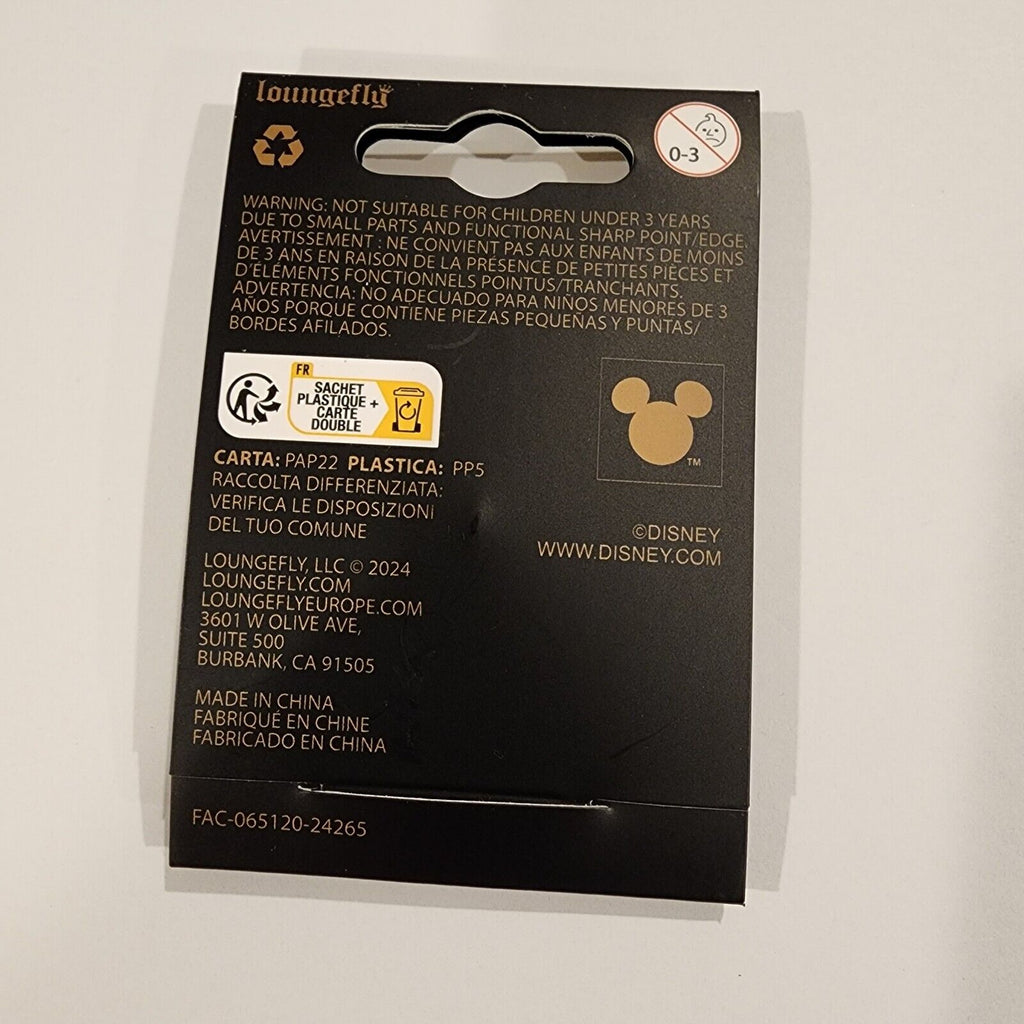 loungefly
0-3
WARNING: NOT SUITABLE FOR CHILDREN UNDER 3 YEARS
DUE TO SMALL PARTS AND FUNCTIONAL SHARP POINT/EDGE.
AVERTISSEMENT : NE CONVIENT PAS AUX ENFANTS DE MOINS
DE 3 ANS EN RAISON DE LA PRÉSENCE DE PETITES PIÈCES ET
D'ÉLÉMENTS FONCTIONNELS POINTUS/TRANCHANTS.
ADVERTENCIA: NO ADECUADO PARA NIÑOS MENORES DE 3
AÑOS PORQUE CONTIENE PIEZAS PEQUEÑAS Y PUNTAS/
BORDES AFILADOS.
FR
SACHET
PLASTIQUE +
CARTE
DOUBLE
CARTA: PAP22 PLASTICA: PP5
RACCOLTA DIFFERENZIATA:
VERIFICA LE DISPOSIZIONI
DEL TUO COMUNE
TM
©DISNEY
WWW.DISNEY.COM
LOUNGEFLY, LLC © 2024
LOUNGEFLY.COM
LOUNGEFLYEUROPE.COM
3601 W OLIVE AVE,
SUITE 500
BURBANK, CA 91505
MADE IN CHINA
FABRIQUÉ EN CHINE
FABRICADO EN CHINA
FAC-065120-24265